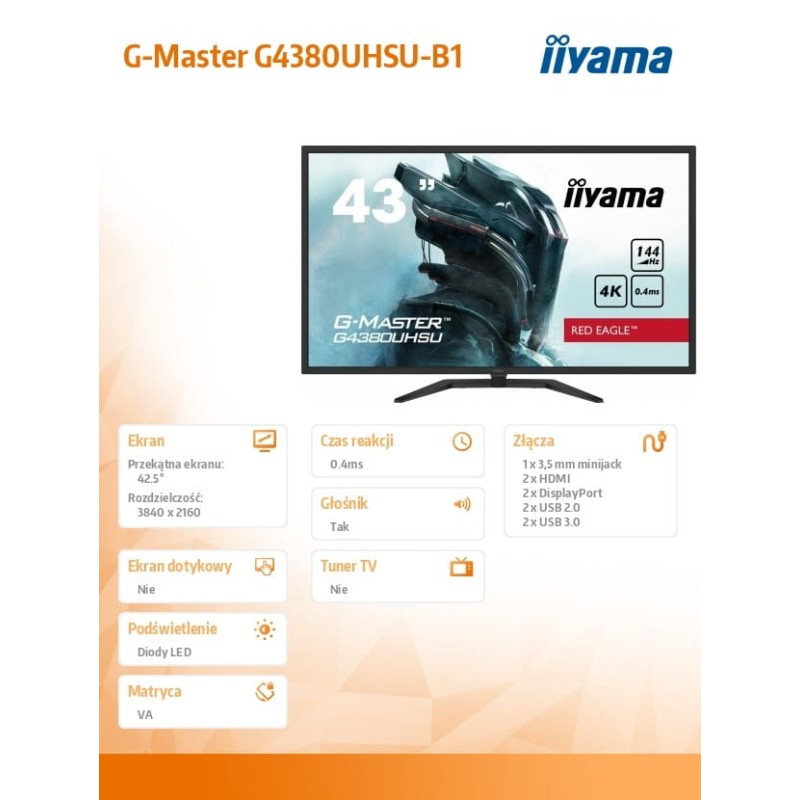 G-Master G4380UHSU-B1
iiyama
43"
iiyama
144
Hz
4K
0.4ms
G-MASTER™
G4380UHSU
RED EAGLE™
Ekran
Przekątna ekranu:
42.5"
Rozdzielczość:
3840 x 2160
Czas reakcji
0.4ms
Głośnik
Tak
Złącza
1 x 3,5 mm minijack
2 x HDMI
2 x DisplayPort
2 x USB 2.0
2 x USB 3.0
Ekran dotykowy
Nie
Tuner TV
Nie
Podświetlenie
Diody LED
Matryca
VA